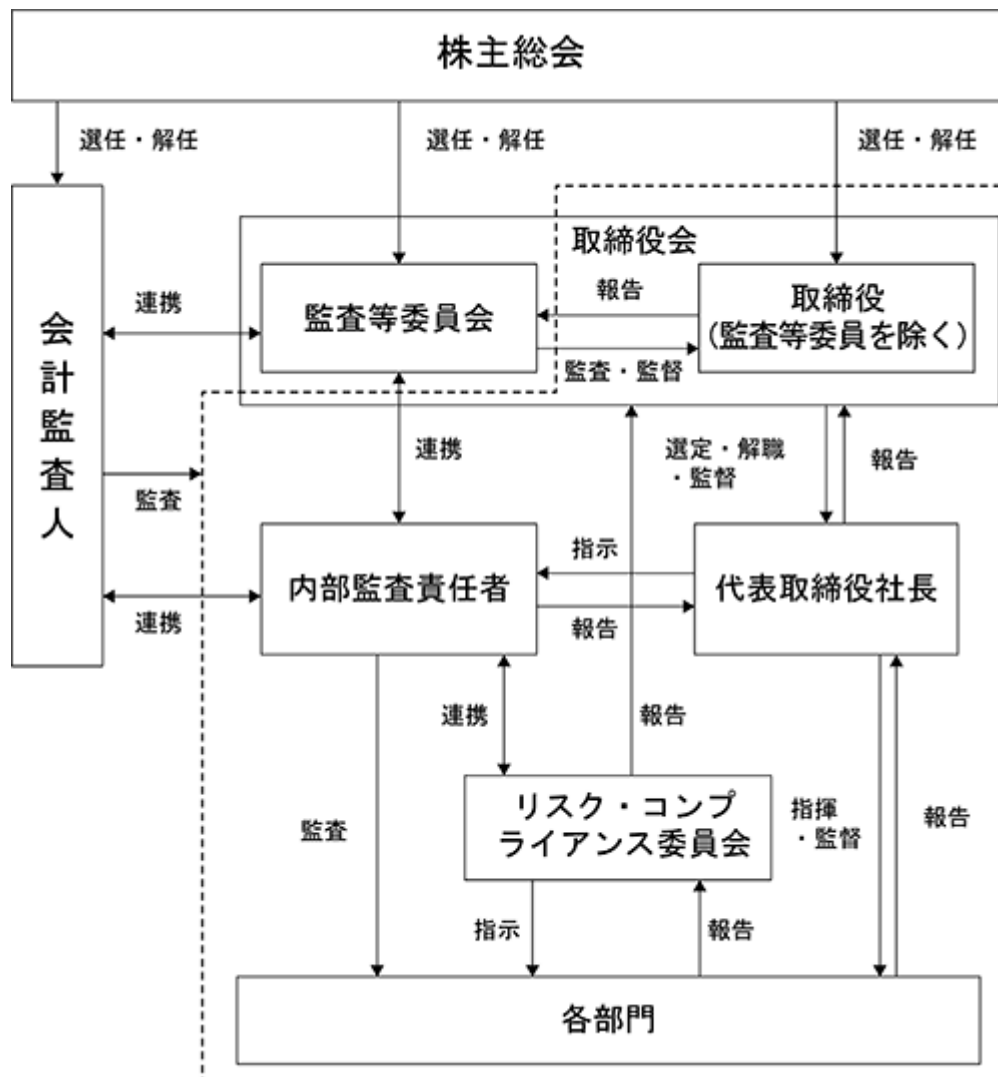 株主総会
選任・解任
選任・解任
選任・解任
取締役会
会計監査人
連携
監査等委員会
報告
監査・監督
取締役
(監査等委員を除く)
監査
連携
選定・解職
・監督
報告
連携
内部監査責任者
指示
報告
代表取締役社長
監査
連携
報告
リスク・コンプ
ライアンス委員会
指揮
・監督
報告
指示
報告
各部門